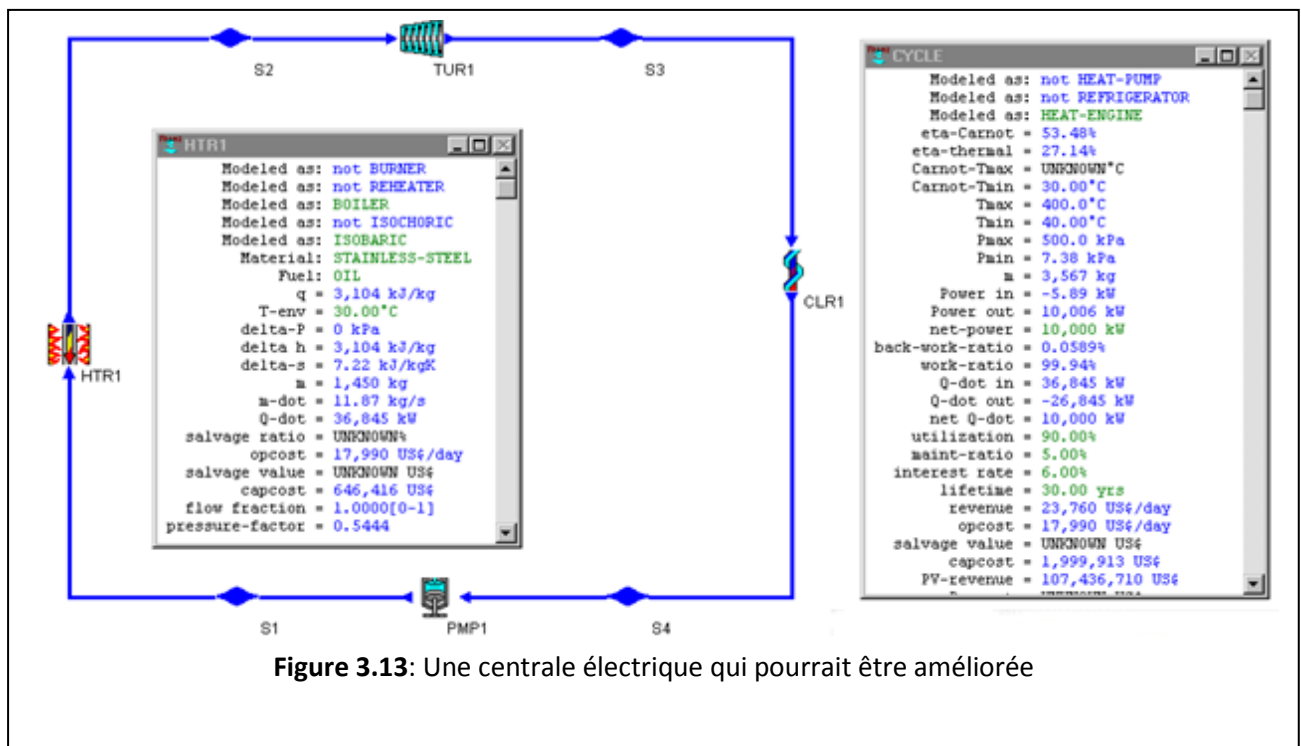 S2
TUR1
S3
HTR1
Modeled as: not BURNER
Modeled as: not REHEATER
Modeled as: BOILER
Modeled as: not ISOCHORIC
Modeled as: ISOBARIC
Material: STAINLESS-STEEL
Fuel: OIL
q = 3,104 kJ/kg
T-env = 30.00°C
delta-P = 0 kPa
delta h = 3,104 kJ/kg
delta-s = 7.22 kJ/kgK
m = 1,450 kg
m-dot = 11.87 kg/s
Q-dot = 36,845 kW
salvage ratio = UNKNOWN%
opcost = 17,990 US¢/day
salvage value = UNKNOWN US¢
capcost = 646,416 US¢
flow fraction = 1.0000[0-1]
pressure-factor = 0.5444
CYCLE
Modeled as: not HEAT-PUMP
Modeled as: not REFRIGERATOR
Modeled as: HEAT-ENGINE
eta-Carnot = 53.48%
eta-thermal = 27.14%
Carnot-Tmax = UNKNOWN°C
Carnot-Tmin = 30.00°C
Tmax = 400.0°C
Tmin = 40.00°C
Pmax = 500.0 kPa
Pmin = 7.38 kPa
m = 3,567 kg
Power in = -5.89 kW
Power out = 10,006 kW
net-power = 10,000 kW
back-work-ratio = 0.0589%
work-ratio = 99.94%
Q-dot in = 36,845 kW
Q-dot out = -26,845 kW
net Q-dot = 10,000 kW
utilization = 90.00%
maint-ratio = 5.00%
interest rate = 6.00%
lifetime = 30.00 yrs
revenue = 23,760 US¢/day
opcost = 17,990 US¢/day
salvage value = UNKNOWN US¢
capcost = 1,999,913 US¢
PV-revenue = 107,436,710 US¢
CLR1
HTR1
S1
PMP1
S4
Figure 3.13: Une centrale électrique qui pourrait être améliorée